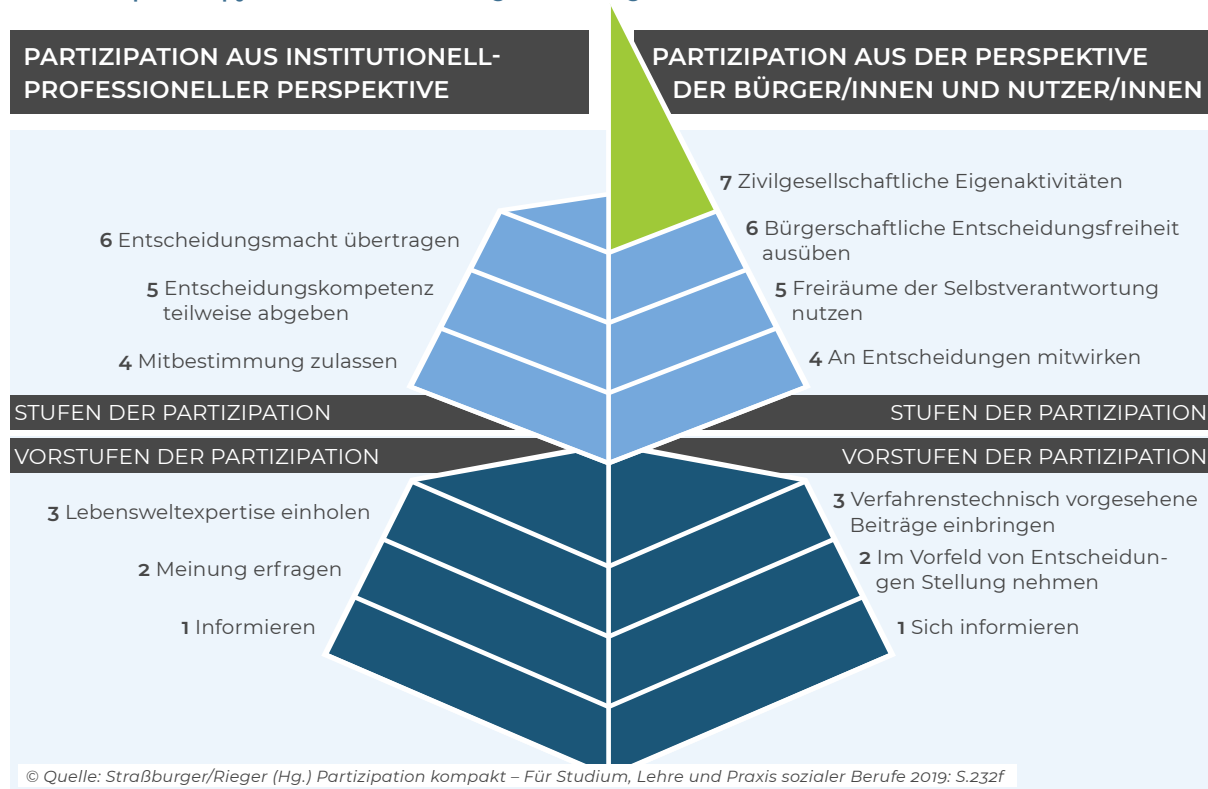 PARTIZIPATION AUS INSTITUTIONELL-
PROFESSIONELLER PERSPEKTIVE
PARTIZIPATION AUS DER PERSPEKTIVE
DER BÜRGER/INNEN UND NUTZER/INNEN
6 Entscheidungsmacht übertragen
5 Entscheidungskompetenz
teilweise abgeben
4 Mitbestimmung zulassen
7 Zivilgesellschaftliche Eigenaktivitäten
6 Bürgerschaftliche Entscheidungsfreiheit
ausüben
5 Freiräume der Selbstverantwortung
nutzen
4 An Entscheidungen mitwirken
STUFEN DER PARTIZIPATION
STUFEN DER PARTIZIPATION
VORSTUFEN DER PARTIZIPATION
VORSTUFEN DER PARTIZIPATION
3 Lebensweltexpertise einholen
2 Meinung erfragen
1 Informieren
3 Verfahrenstechnisch vorgesehene
Beiträge einbringen
2 Im Vorfeld von Entscheidun-
gen Stellung nehmen
1 Sich informieren
© Quelle: Straßburger/Rieger (Hg.) Partizipation kompakt – Für Studium, Lehre und Praxis sozialer Berufe 2019: S.232f